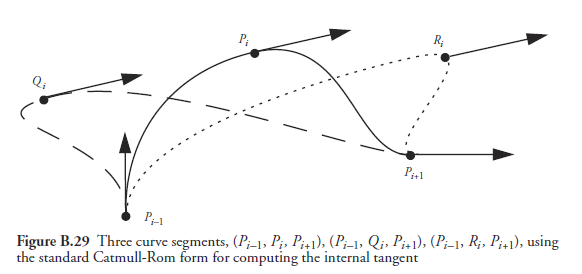 P_i
R_i
Q_i
P_{i+1}
P_{i–1}
Figure B.29 Three curve segments, (P_{i–1}, P_i, P_{i+1}), (P_{i–1}, Q_i, P_{i+1}), (P_{i–1}, R_i, P_{i+1}), using
the standard Catmull-Rom form for computing the internal tangent